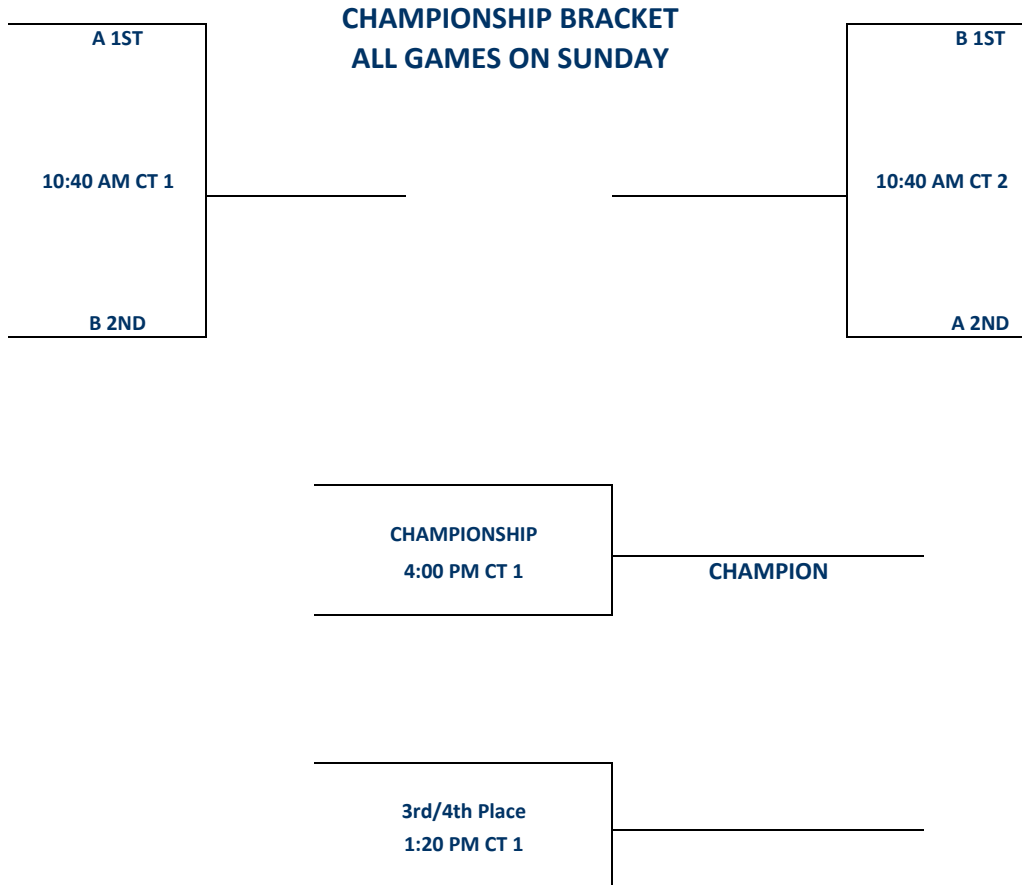 CHAMPIONSHIP BRACKET
ALL GAMES ON SUNDAY
A 1ST
B 1ST
10:40 AM CT 1
10:40 AM CT 2
B 2ND
A 2ND
CHAMPIONSHIP
4:00 PM CT 1
CHAMPION
3rd/4th Place
1:20 PM CT 1